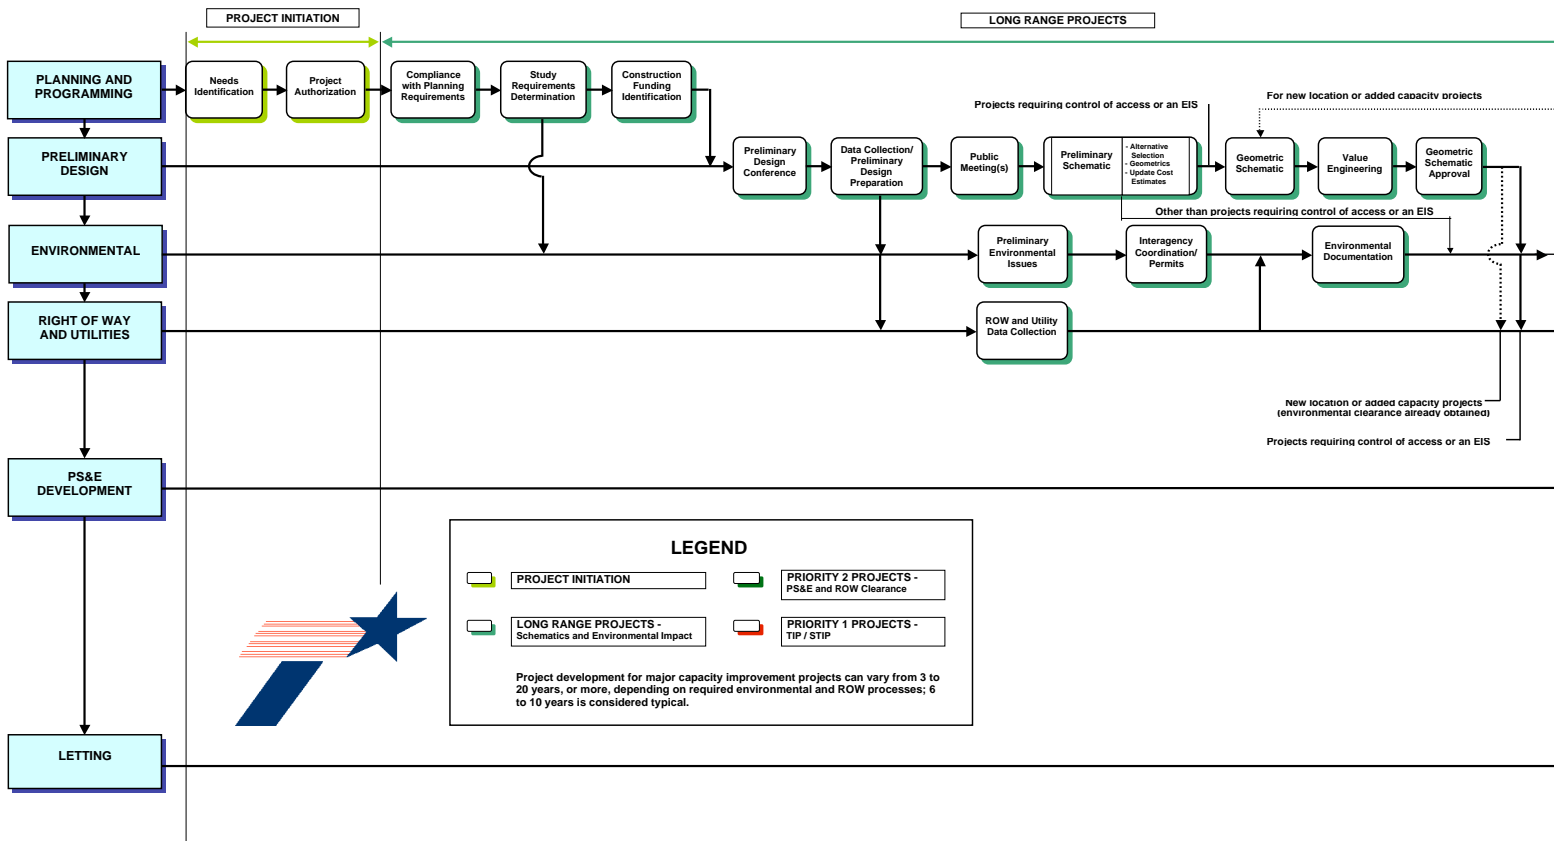 PROJECT INITIATION
LONG RANGE PROJECTS
PLANNING AND
PROGRAMMING
Needs
Identification
Project
Authorization
Compliance
with Planning
Requirements
Study
Requirements
Determination
Construction
Funding
Identification
Projects requiring control of access or an EIS
For new location or added capacity projects
PRELIMINARY
DESIGN
Preliminary
Design
Conference
Data Collection/
Preliminary
Design
Preparation
Public
Meeting(s)
Preliminary
Schematic
- Alternative
Selection
- Geometrics
- Update Cost
Estimates
Geometric
Schematic
Value
Engineering
Geometric
Schematic
Approval
Other than projects requiring control of access or an EIS
ENVIRONMENTAL
Preliminary
Environmental
Issues
Interagency
Coordination/
Permits
Environmental
Documentation
RIGHT OF WAY
AND UTILITIES
ROW and Utility
Data Collection
New location or added capacity projects
(environmental clearance already obtained)
Projects requiring control of access or an EIS
PS&E
DEVELOPMENT
LEGEND
PROJECT INITIATION
PRIORITY 2 PROJECTS -
PS&E and ROW Clearance
LONG RANGE PROJECTS -
Schematics and Environmental Impact
PRIORITY 1 PROJECTS -
TIP / STIP
Project development for major capacity improvement projects can vary from 3 to
20 years, or more, depending on required environmental and ROW processes; 6
to 10 years is considered typical.
LETTING